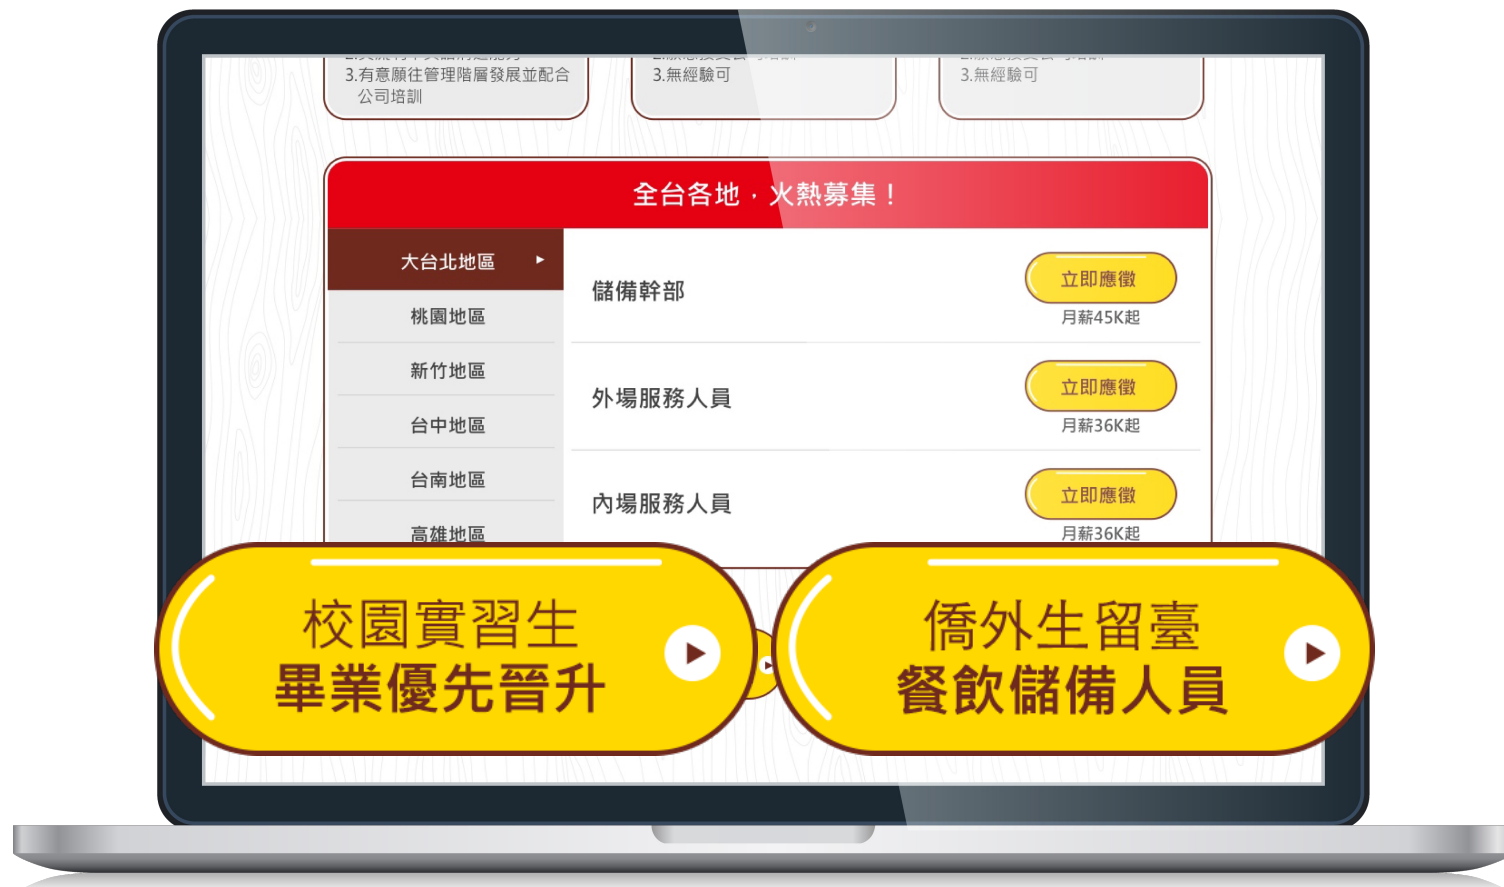 3.有意願往管理階層發展並配合
公司培訓
3.無經驗可
3.無經驗可
全台各地，火熱募集！
大台北地區
桃園地區
新竹地區
台中地區
台南地區
高雄地區
儲備幹部
立即應徵
月薪45K起
外場服務人員
立即應徵
月薪36K起
內場服務人員
立即應徵
月薪36K起
校園實習生
畢業優先晉升
僑外生留臺
餐飲儲備人員